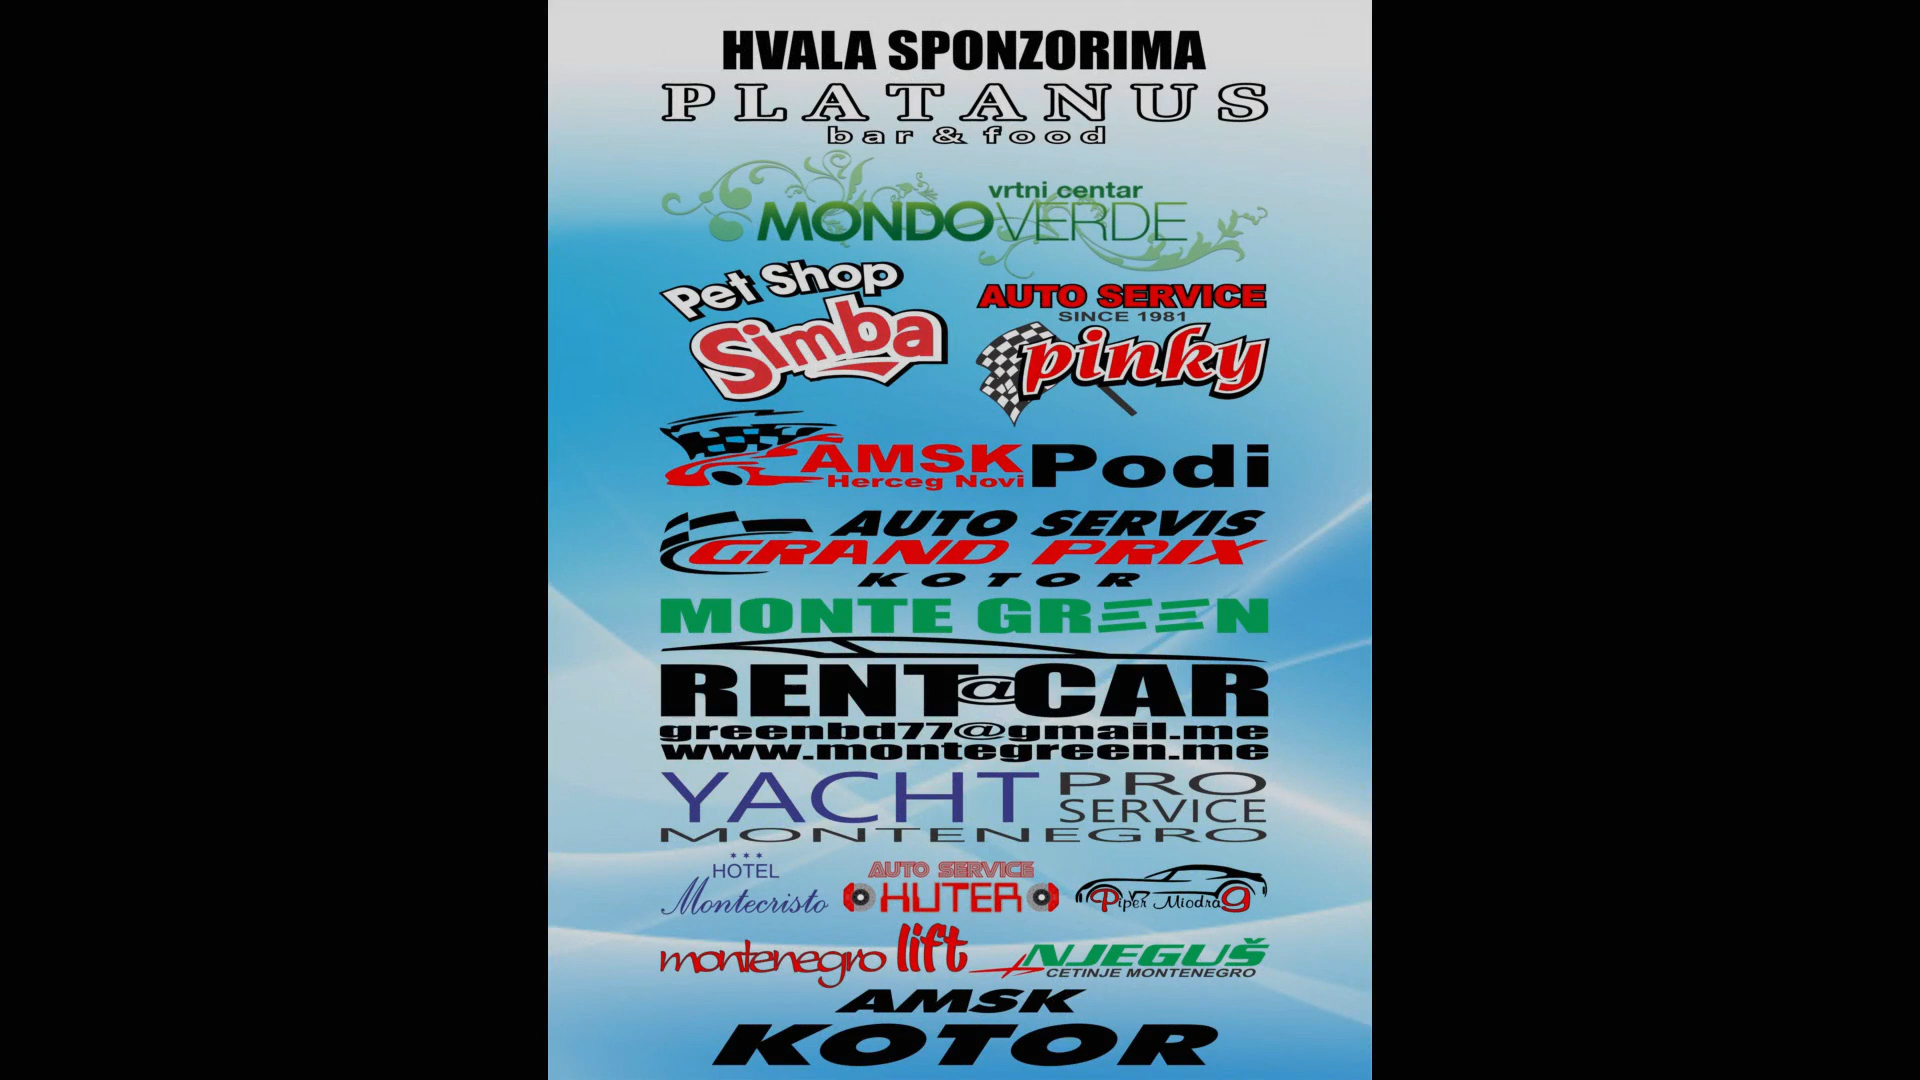 HVALA SPONZORIMA
PLATANUS
bar & food
vrtni centar
MONDOVERDE
Pet Shop
Simba
AUTO SERVICE
SINCE 1981
pinky
AMSK Podi
Herceg Novi
AUTO SERVIS
GRAND PRIX
KOTOR
MONTE GREEN
RENT@CAR
greenbd77@gmail.me
www.montegreen.me
YACHT PRO
SERVICE
MONTENEGRO
HOTEL
Montecristo
AUTO SERVICE
HUTER
Piper Miodrag
montenegro lift
NJEGUŠ
CETINJE MONTENEGRO
AMSK
KOTOR